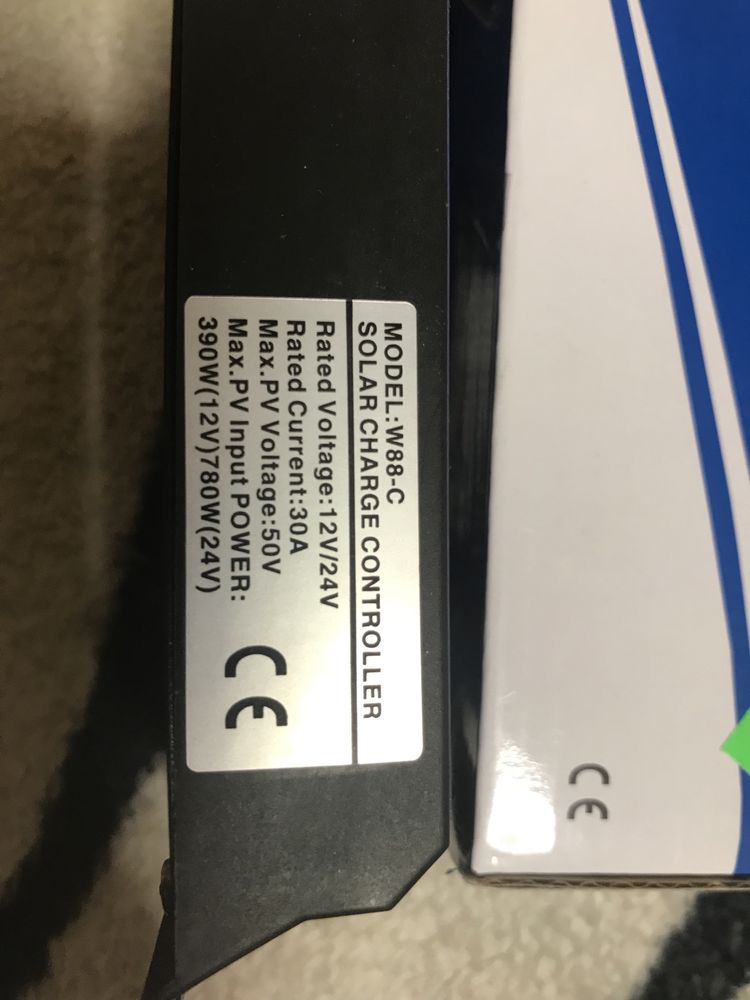 MODEL:W88-C
SOLAR CHARGE CONTROLLER
Rated Voltage:12V/24V
Rated Current:30A
Max.PV Voltage:50V
Max.PV Input POWER:
390W(12V)780W(24V)
CE
CE